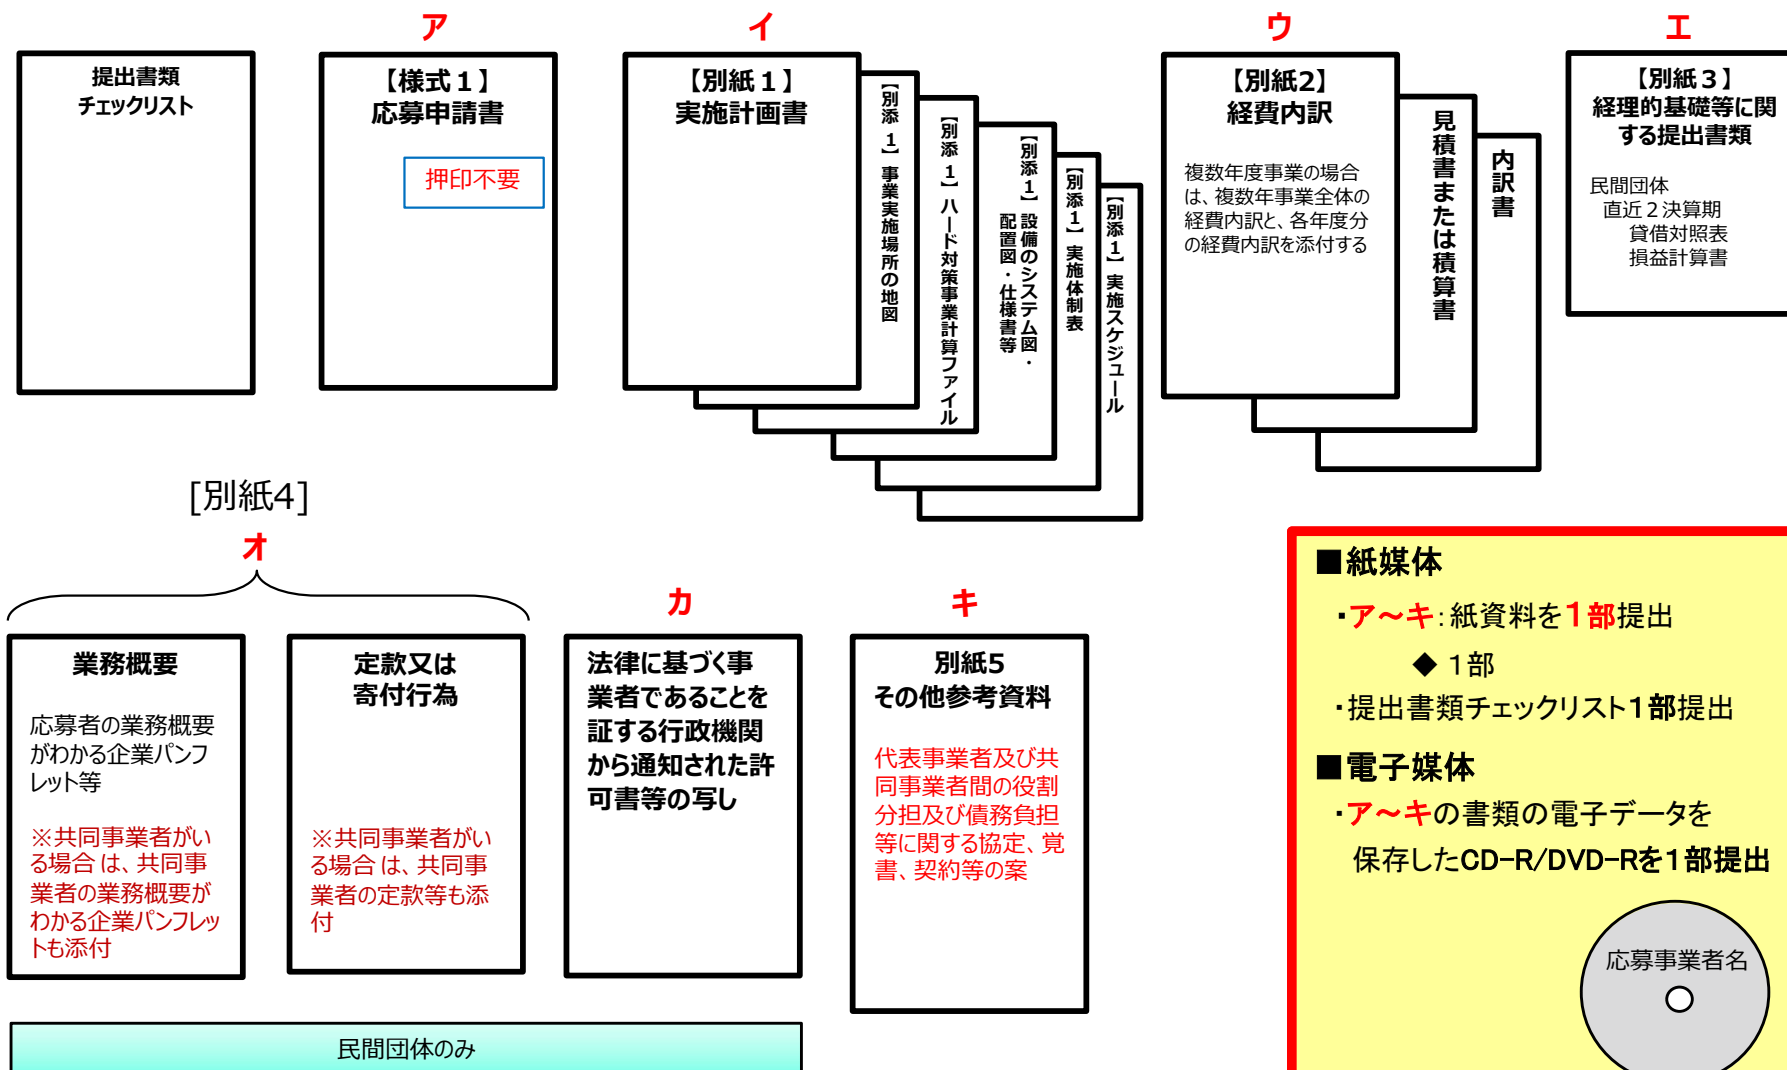 ア
イ
ウ
エ
提出書類
チェックリスト
【様式１】
応募申請書
押印不要
【別紙１】
実施計画書
【別添１】事業実施場所の地図
【別添１】ハード対策事業計算ファイル
【別添１】設備のシステム図・
配置図・仕様書等
【別添１】実施体制表
【別添１】実施スケジュール
【別紙2】
経費内訳
複数年度事業の場合
は、複数年事業全体の
経費内訳と、各年度分
の経費内訳を添付する
見積書または積算書
内訳書
【別紙３】
経理的基礎等に関
する提出書類
民間団体
直近２決算期
貸借対照表
損益計算書
[別紙4]
オ
カ
キ
業務概要
応募者の業務概要
がわかる企業パンフ
レット等
※共同事業者がい
る場合は、共同事
業者の業務概要が
わかる企業パンフレッ
トも添付
定款又は
寄付行為
※共同事業者がい
る場合は、共同事
業者の定款等も添
付
法律に基づく事
業者であることを
証する行政機関
から通知された許
可書等の写し
別紙5
その他参考資料
代表事業者及び共
同事業者間の役割
分担及び債務負担
等に関する協定、覚
書、契約等の案
民間団体のみ
■紙媒体
・ア～キ：紙資料を１部提出
◆ １部
・提出書類チェックリスト１部提出
■電子媒体
・ア～キの書類の電子データを
保存したCD-R/DVD-Rを１部提出
応募事業者名